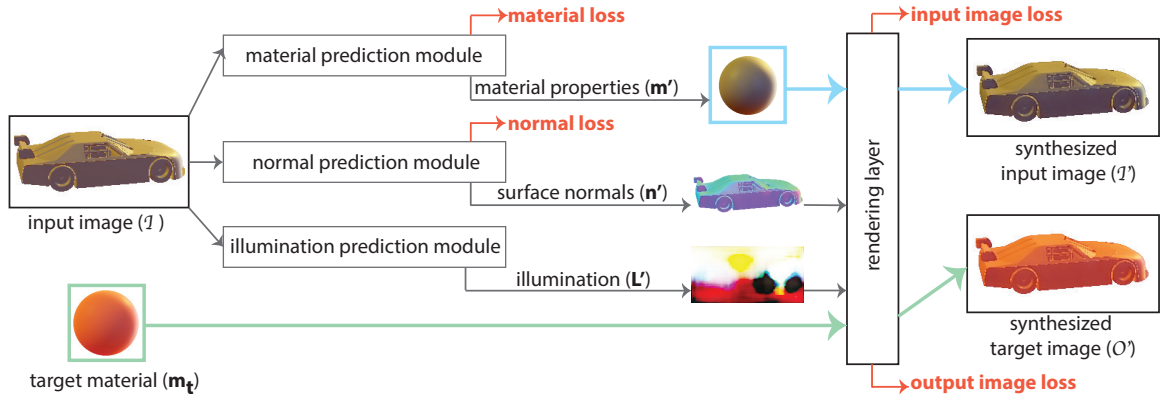 material loss
input image loss
material prediction module
material properties (m')
normal loss
normal prediction module
surface normals (n')
input image (I)
illumination prediction module
illumination (L')
rendering layer
synthesized
input image (I')
synthesized
target image (O')
target material (mt)
output image loss